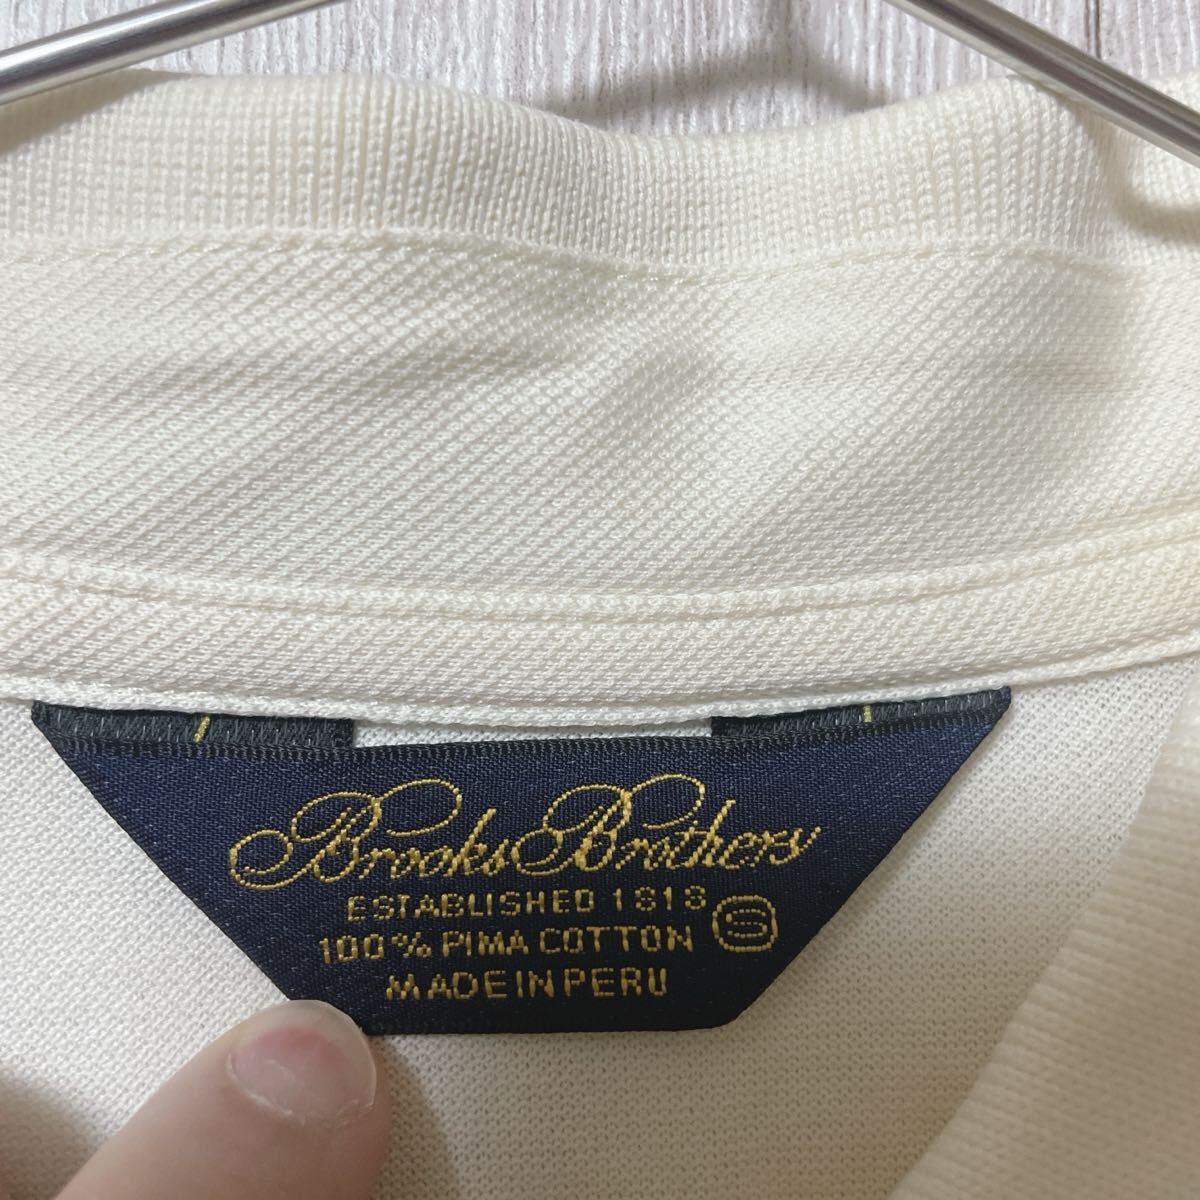 Brooks Brothers
ESTABLISHED 1818
100% PIMA COTTON S
MADE IN PERU